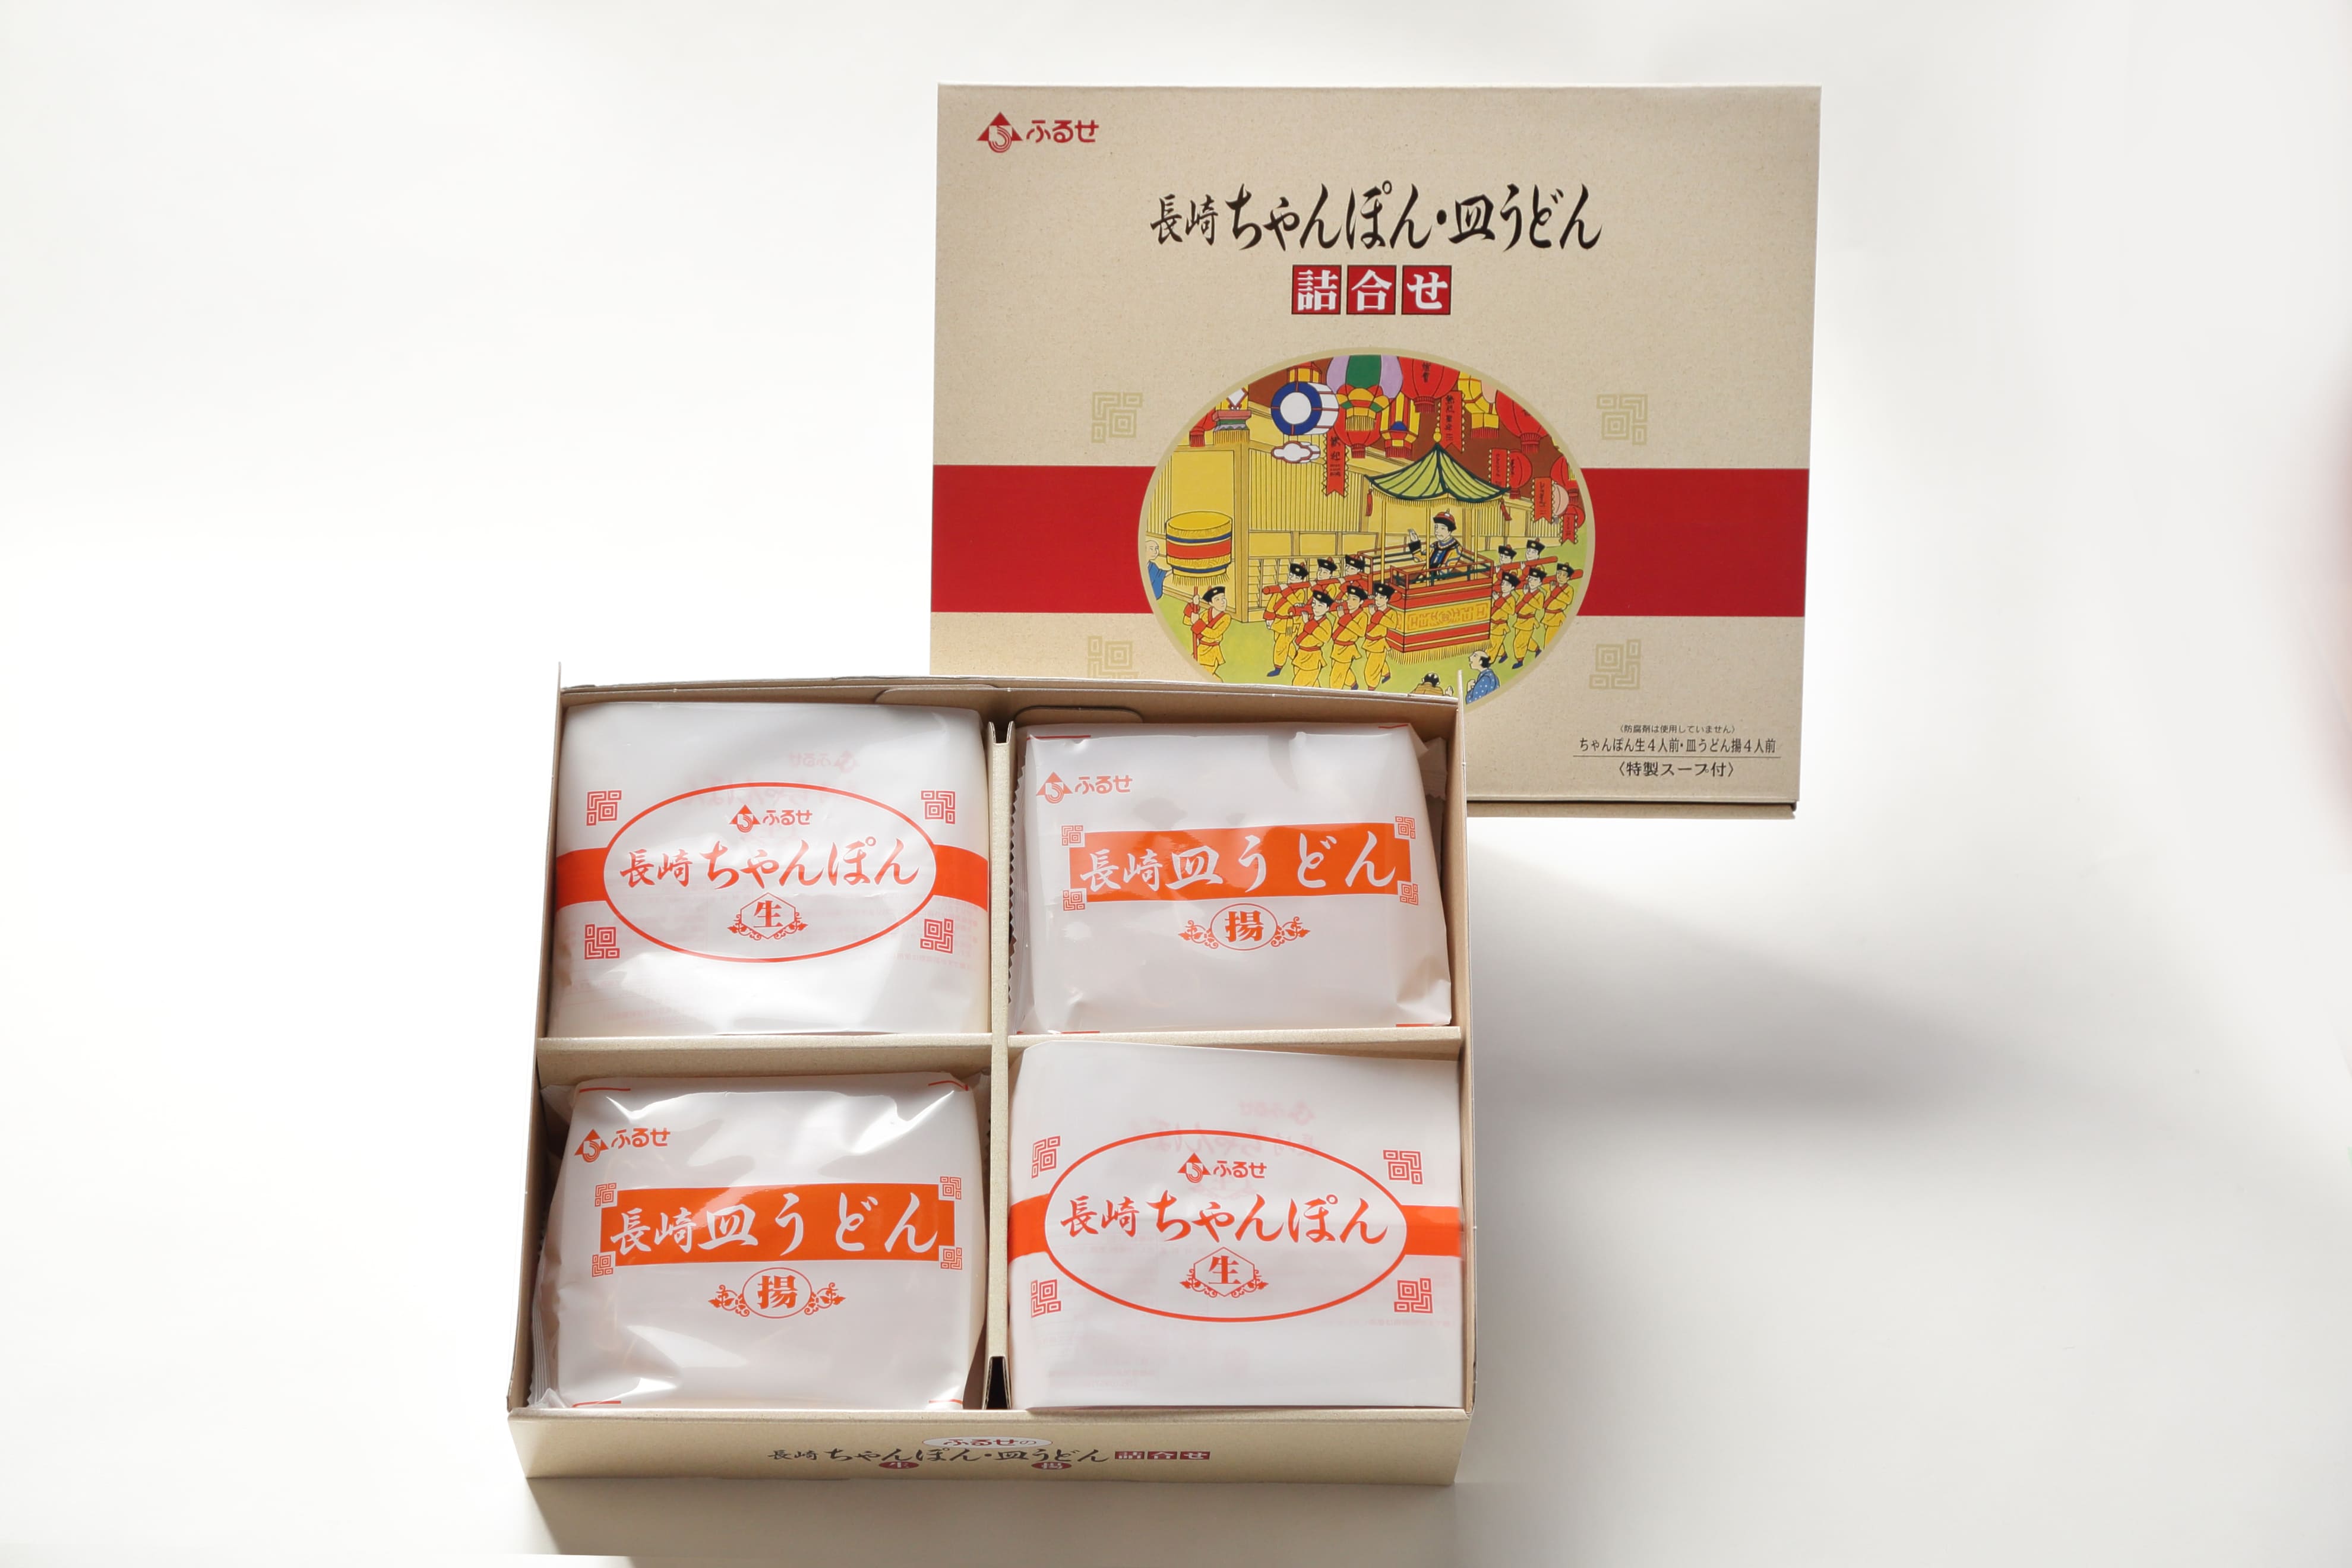 ふるせ
長崎ちゃんぽん・皿うどん
詰合せ
〈防腐剤は使用していません〉
ちゃんぽん生4人前・皿うどん揚4人前
〈特製スープ付〉
ふるせ
長崎ちゃんぽん
生
ふるせ
長崎皿うどん
揚
ふるせ
長崎皿うどん
揚
ふるせ
長崎ちゃんぽん
生
ふるせの
長崎ちゃんぽん・皿うどん詰合せ
生 揚